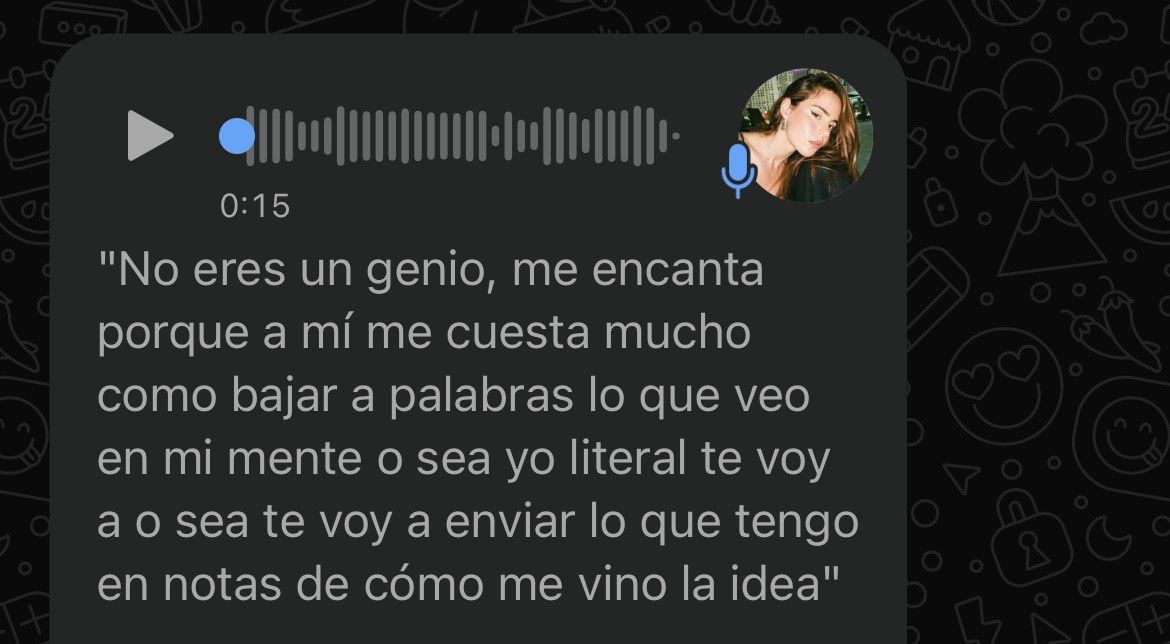 0:15
"No eres un genio, me encanta
porque a mí me cuesta mucho
como bajar a palabras lo que veo
en mi mente o sea yo literal te voy
a o sea te voy a enviar lo que tengo
en notas de cómo me vino la idea"